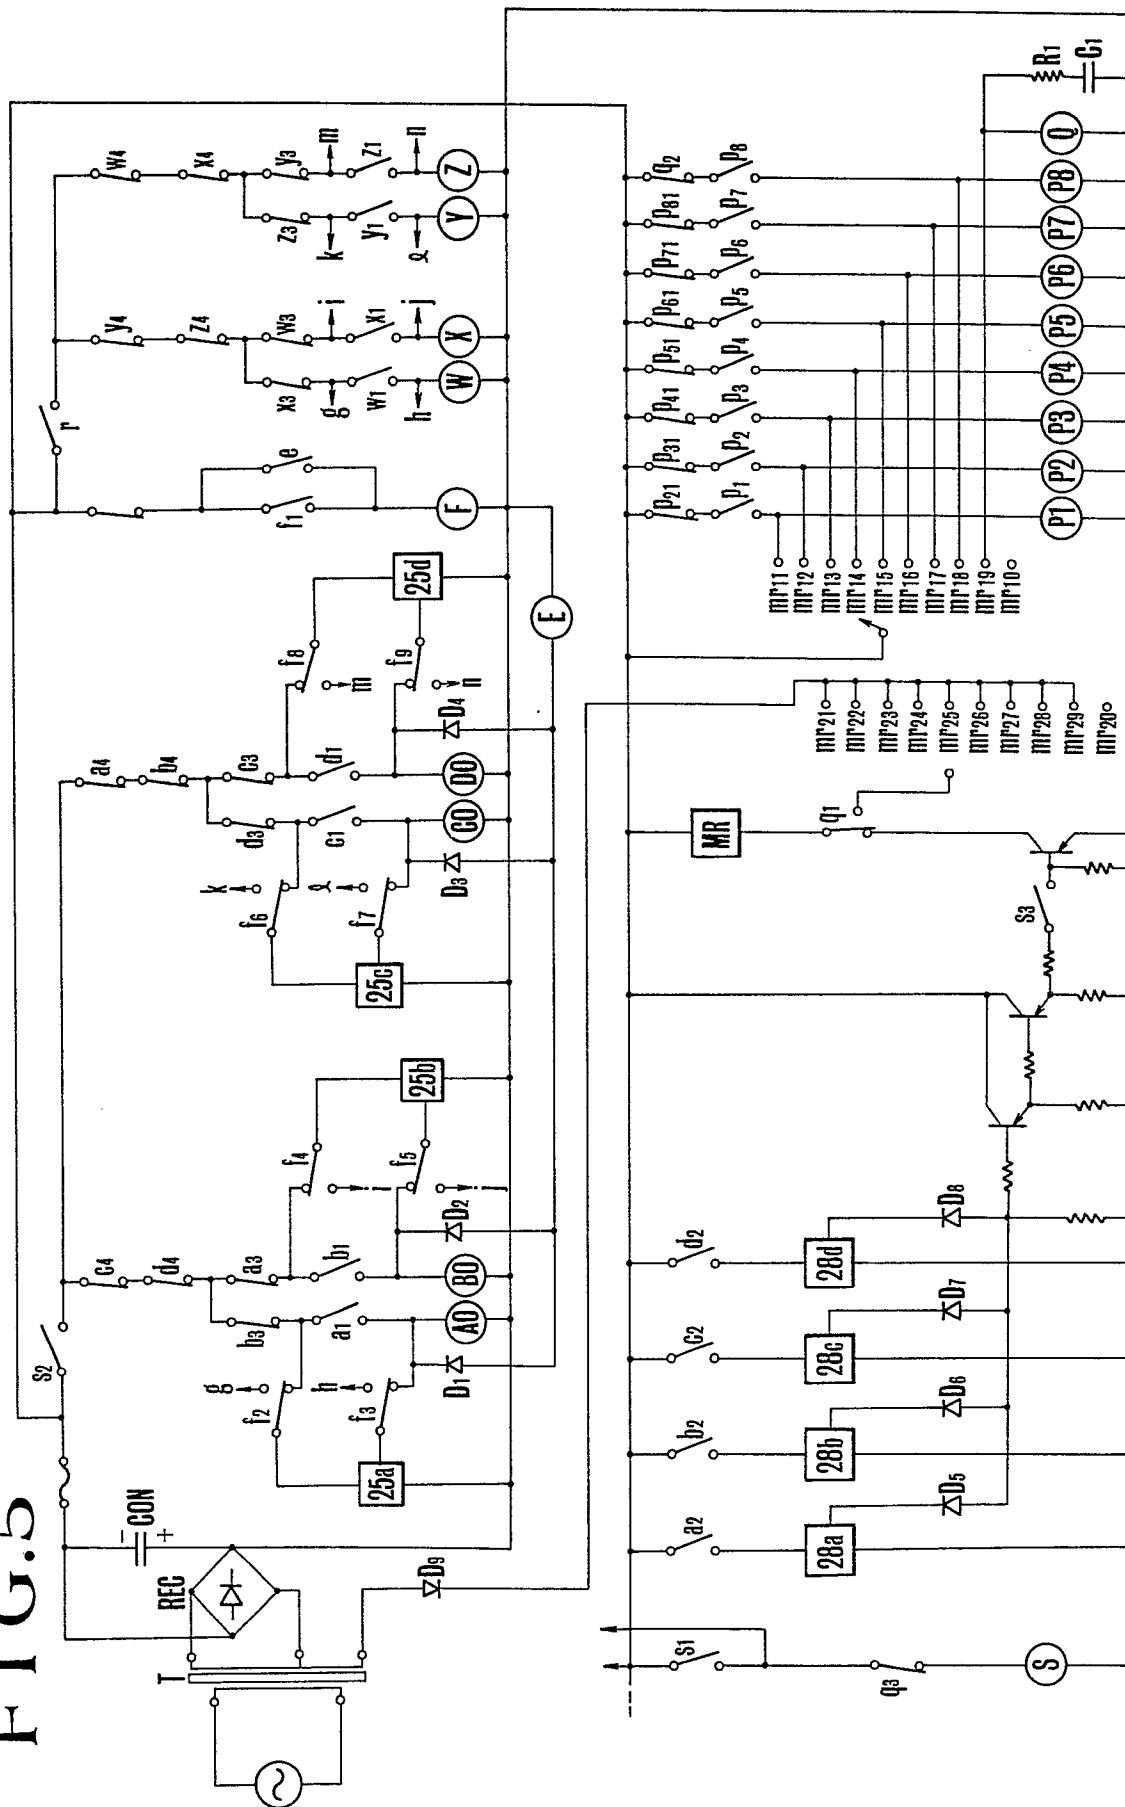 FIG.5
T
REC
CON
−
+
D9
S2
C4
d4
b3
a3
a1
b1
f2
g
f3
h
25a
D1
A0
B0
D2
f4
i
f5
j
25b
a4
b4
d3
c3
c1
d1
f6
k
f7
ℓ
25c
D3
C0
D0
D4
f8
m
f9
n
25d
E
f1
e
F
r
y4
z4
x3
w3
g
i
w1
x1
h
j
W
X
w4
x4
z3
y3
k
m
y1
z1
ℓ
n
Y
Z
S1
q3
S
a2
b2
c2
d2
28a
28b
28c
28d
D5
D6
D7
D8
S3
MR
q1
mr21
mr22
mr23
mr24
mr25
mr26
mr27
mr28
mr29
mr20
mr11
mr12
mr13
mr14
mr15
mr16
mr17
mr18
mr19
mr10
p21
p31
p41
p51
p61
p71
p81
q2
p1
p2
p3
p4
p5
p6
p7
p8
P1
P2
P3
P4
P5
P6
P7
P8
Q
R1
C1